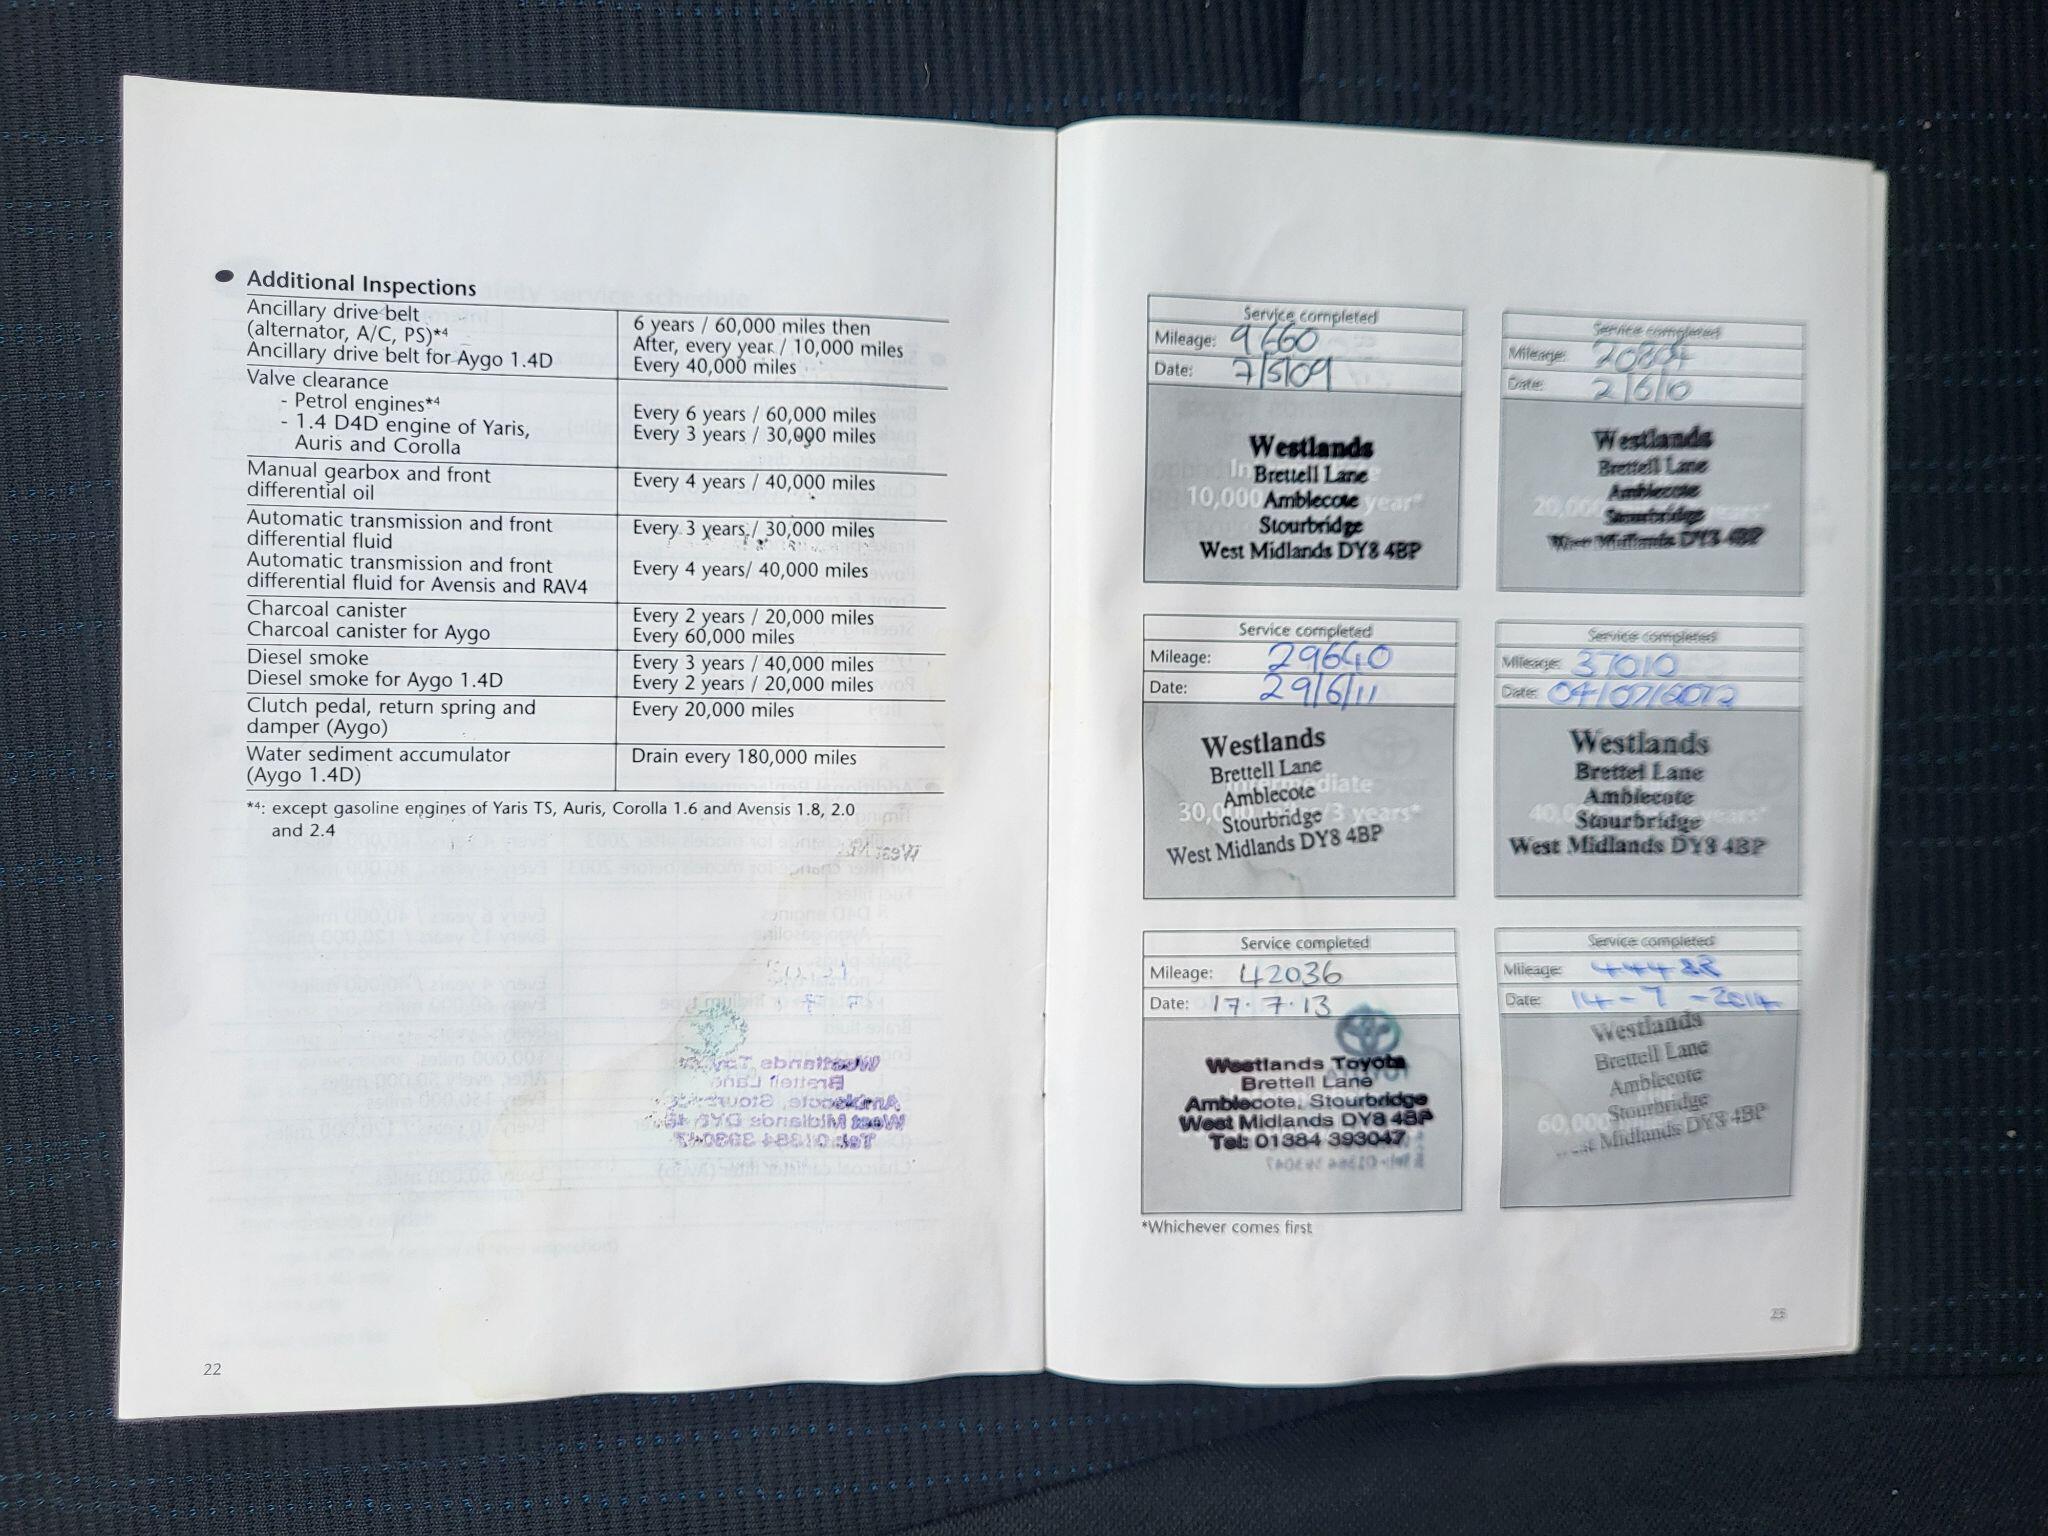 Additional Inspections
Ancillary drive belt
(alternator, A/C, PS)*4
6 years / 60,000 miles then
After, every year / 10,000 miles
Ancillary drive belt for Aygo 1.4D
Every 40,000 miles
Valve clearance
- Petrol engines*4
Every 6 years / 60,000 miles
- 1.4 D4D engine of Yaris,
Auris and Corolla
Every 3 years / 30,000 miles
Manual gearbox and front
differential oil
Every 4 years / 40,000 miles
Automatic transmission and front
differential fluid
Every 3 years / 30,000 miles
Automatic transmission and front
differential fluid for Avensis and RAV4
Every 4 years/ 40,000 miles
Charcoal canister
Every 2 years / 20,000 miles
Charcoal canister for Aygo
Every 60,000 miles
Diesel smoke
Every 3 years / 40,000 miles
Diesel smoke for Aygo 1.4D
Every 2 years / 20,000 miles
Clutch pedal, return spring and
damper (Aygo)
Every 20,000 miles
Water sediment accumulator
(Aygo 1.4D)
Drain every 180,000 miles
*4: except gasoline engines of Yaris TS, Auris, Corolla 1.6 and Avensis 1.8, 2.0
and 2.4
22
Service completed
Mileage: 9660
Date: 7/5/09
Westlands
Brettell Lane
10,000 Amblecote year*
Stourbridge
West Midlands DY8 4BP
Service completed
Mileage: 20804
Date: 2/6/10
Westlands
Brettell Lane
Amblecote
Stourbridge
West Midlands DY8 4BP
Service completed
Mileage: 29640
Date: 29/6/11
Westlands
Brettell Lane
Amblecote
Stourbridge
West Midlands DY8 4BP
Service completed
Mileage: 37010
Date: 04/07/2012
Westlands
Brettel Lane
Amblecote
Stourbridge
West Midlands DY8 4BP
Service completed
Mileage: 42036
Date: 17.7.13
Westlands Toyota
Brettell Lane
Amblecote, Stourbridge
West Midlands DY8 4BP
Tel: 01384 393047
Service completed
Mileage: 44488
Date: 14-7-2014
Westlands
Brettell Lane
Amblecote
Stourbridge
60,000
West Midlands DY8 4BP
*Whichever comes first
23